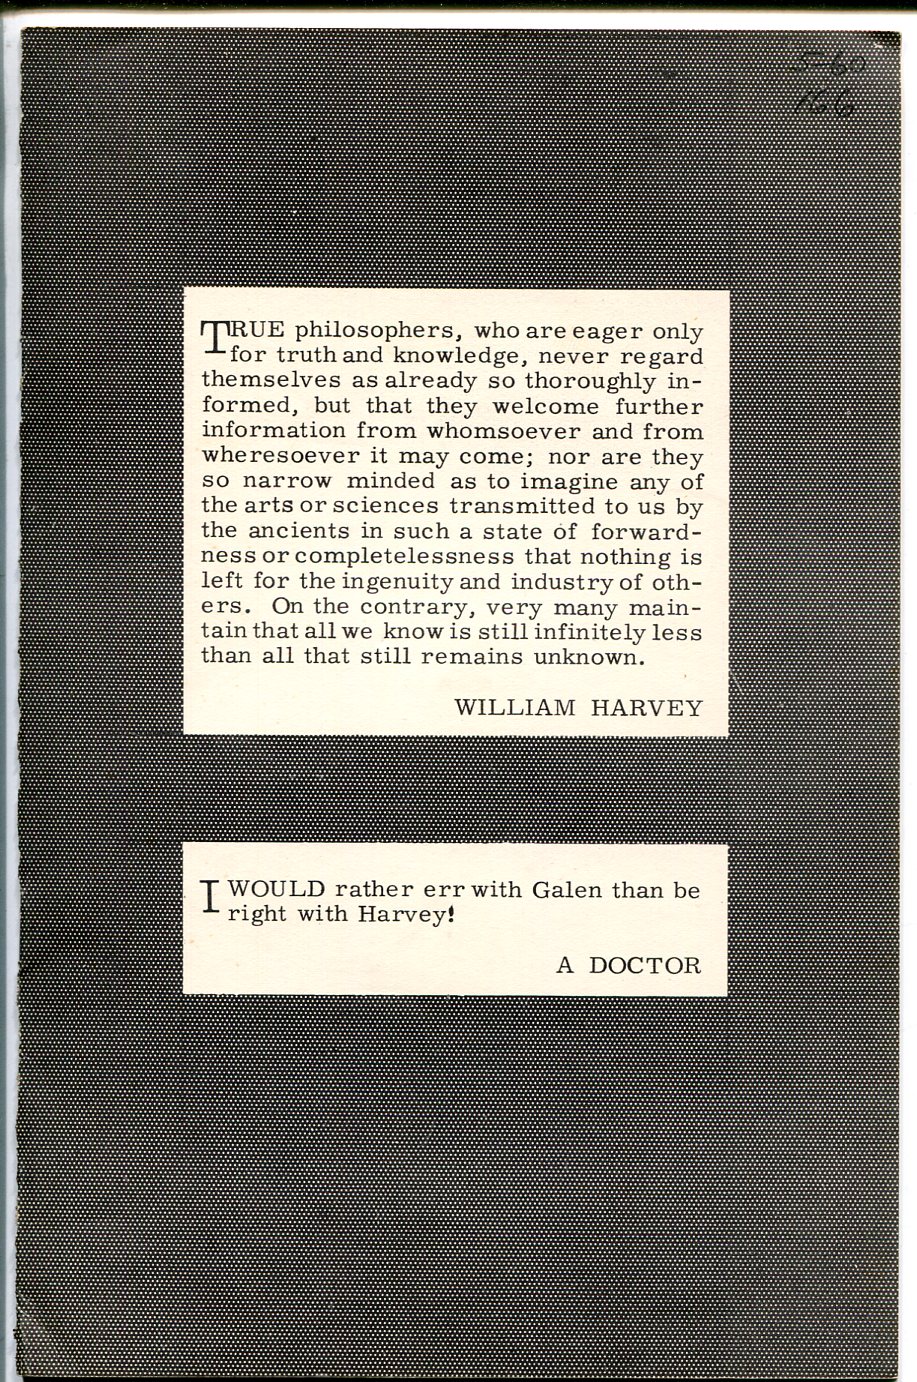 S-60
166
TRUE philosophers, who are eager only
for truth and knowledge, never regard
themselves as already so thoroughly in-
formed, but that they welcome further
information from whomsoever and from
wheresoever it may come; nor are they
so narrow minded as to imagine any of
the arts or sciences transmitted to us by
the ancients in such a state of forward-
ness or completelessness that nothing is
left for the ingenuity and industry of oth-
ers. On the contrary, very many main-
tain that all we know is still infinitely less
than all that still remains unknown.
WILLIAM HARVEY
I WOULD rather err with Galen than be
right with Harvey!
A DOCTOR